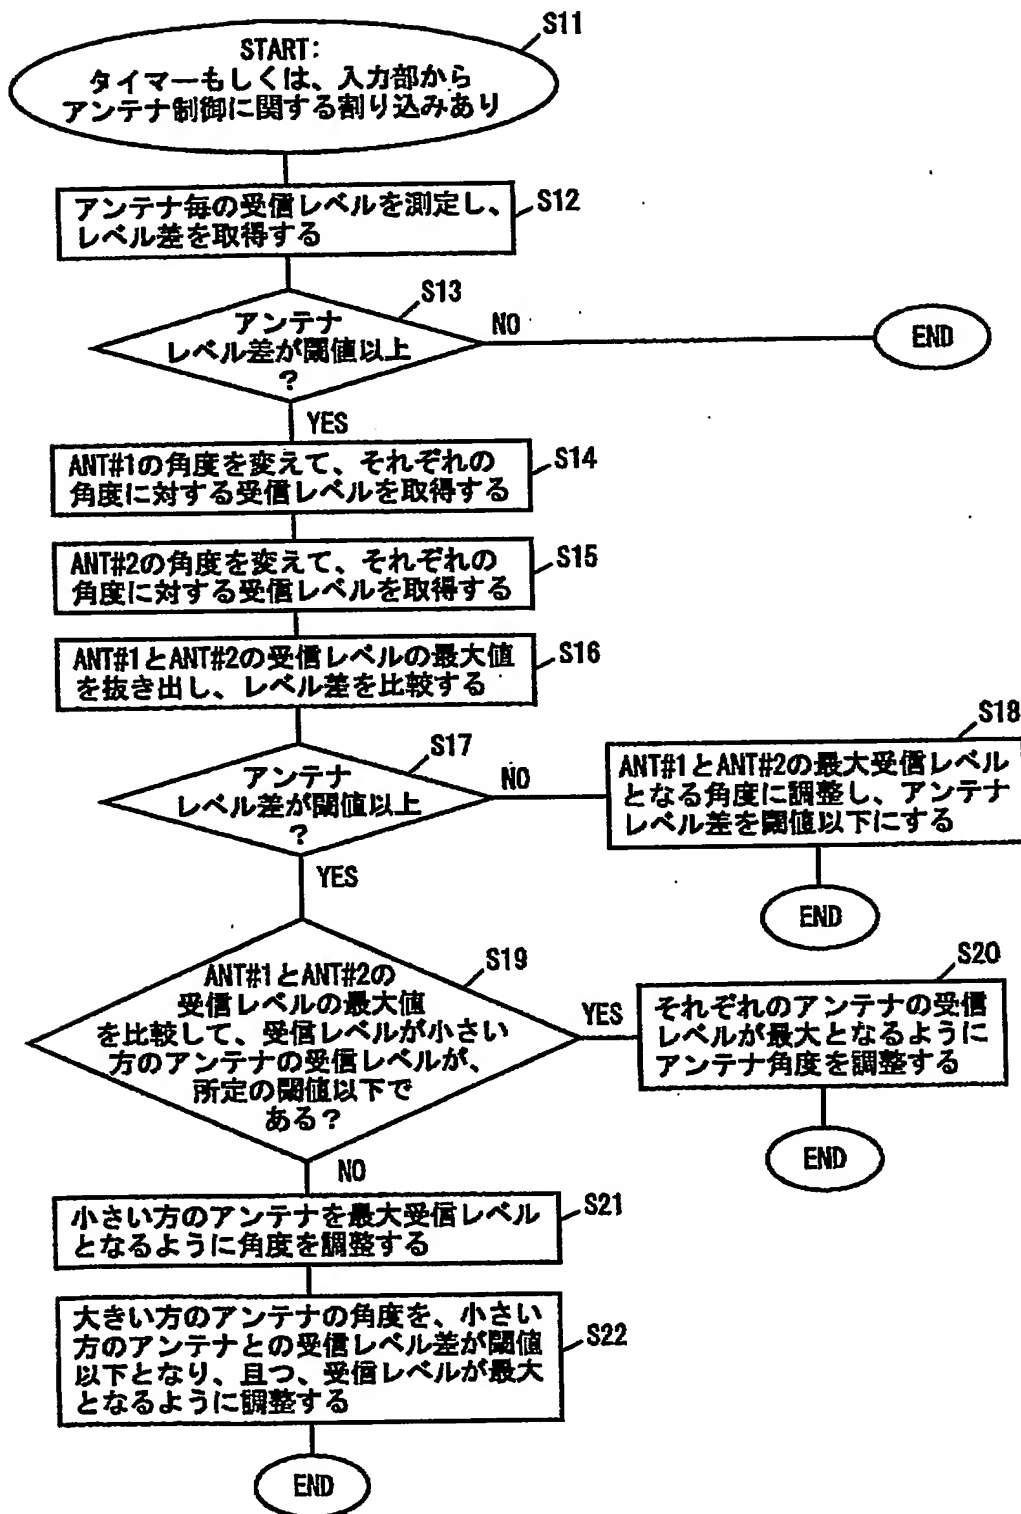 S11
START:
タイマーもしくは、入力部から
アンテナ制御に関する割り込みあり
S12
アンテナ毎の受信レベルを測定し、
レベル差を取得する
S13
アンテナ
レベル差が閾値以上
?
NO
END
YES
S14
ANT#1の角度を変えて、それぞれの
角度に対する受信レベルを取得する
S15
ANT#2の角度を変えて、それぞれの
角度に対する受信レベルを取得する
S16
ANT#1とANT#2の受信レベルの最大値
を抜き出し、レベル差を比較する
S17
アンテナ
レベル差が閾値以上
?
NO
S18
ANT#1とANT#2の最大受信レベル
となる角度に調整し、アンテナ
レベル差を閾値以下にする
END
YES
S19
ANT#1とANT#2の
受信レベルの最大値
を比較して、受信レベルが小さい
方のアンテナの受信レベルが、
所定の閾値以下で
ある?
YES
S20
それぞれのアンテナの受信
レベルが最大となるように
アンテナ角度を調整する
END
NO
S21
小さい方のアンテナを最大受信レベル
となるように角度を調整する
S22
大きい方のアンテナの角度を、小さい
方のアンテナとの受信レベル差が閾値
以下となり、且つ、受信レベルが最大
となるように調整する
END